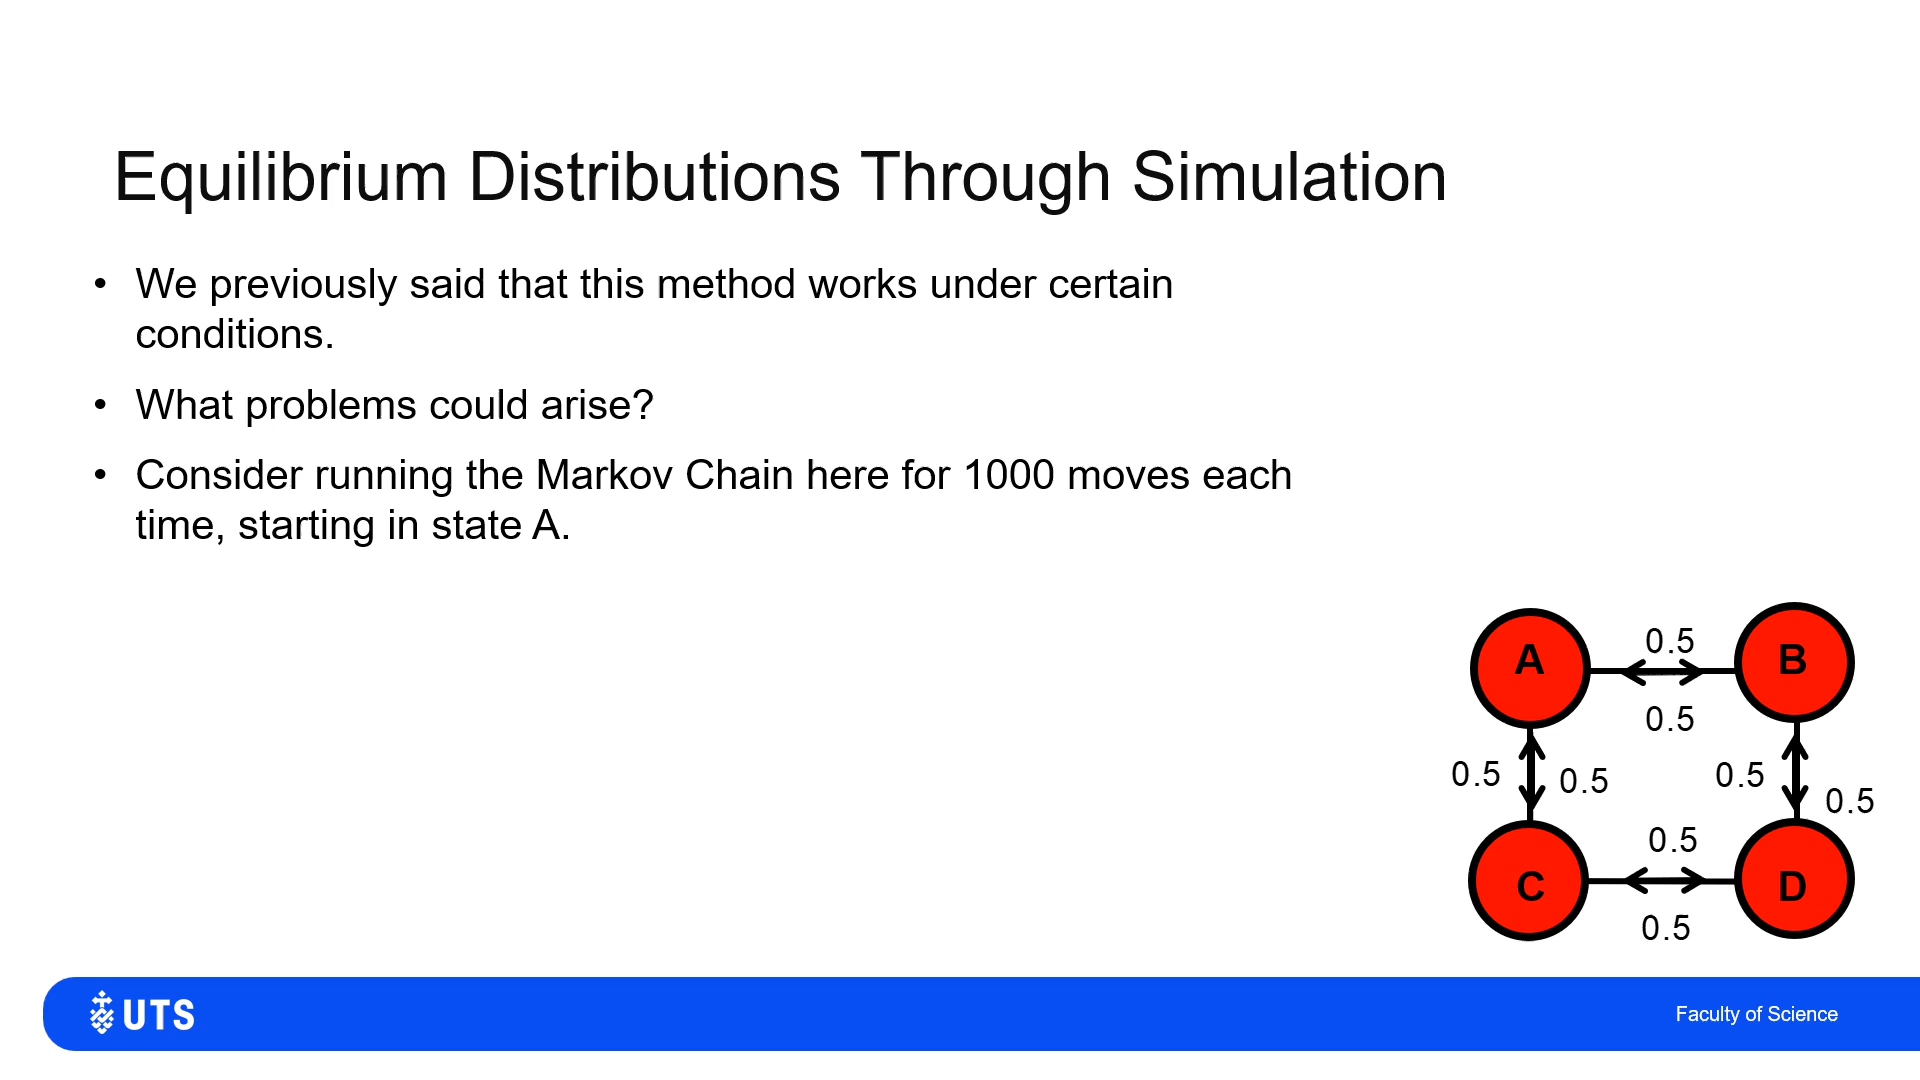 Equilibrium Distributions Through Simulation
• We previously said that this method works under certain
conditions.
• What problems could arise?
• Consider running the Markov Chain here for 1000 moves each
time, starting in state A.
0.5
A B
0.5
0.5 0.5 0.5 0.5
0.5
C D
0.5
UTS
Faculty of Science